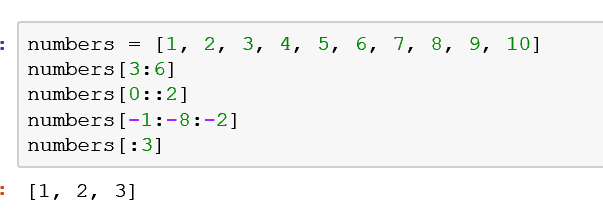 numbers = [1, 2, 3, 4, 5, 6, 7, 8, 9, 10]
numbers[3:6]
numbers[0::2]
numbers[-1:-8:-2]
numbers[:3]
[1, 2, 3]